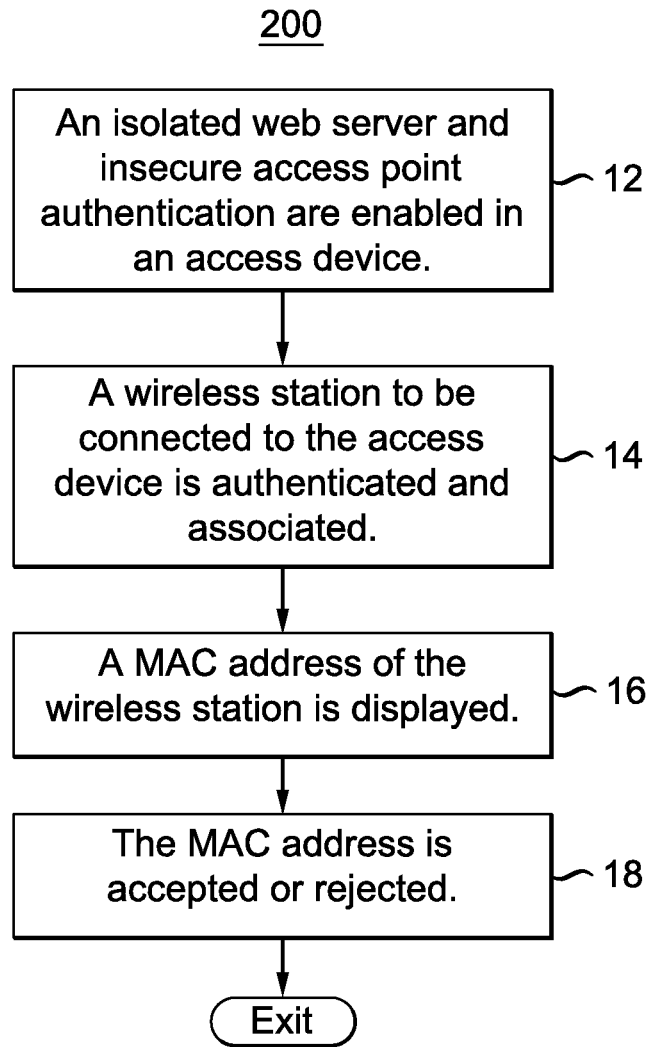 200
An isolated web server and
insecure access point
authentication are enabled in
an access device.
12
A wireless station to be
connected to the access
device is authenticated and
associated.
14
A MAC address of the
wireless station is displayed.
16
The MAC address is
accepted or rejected.
18
Exit